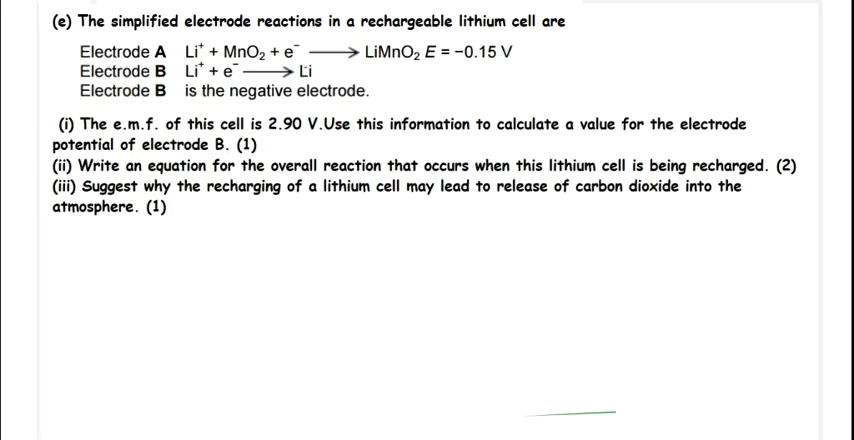 (e) The simplified electrode reactions in a rechargeable lithium cell are
Electrode A Li⁺ + MnO₂ + e⁻ ⟶ LiMnO₂ E = −0.15 V
Electrode B Li⁺ + e⁻ ⟶ Li
Electrode B is the negative electrode.
(i) The e.m.f. of this cell is 2.90 V.Use this information to calculate a value for the electrode
potential of electrode B. (1)
(ii) Write an equation for the overall reaction that occurs when this lithium cell is being recharged. (2)
(iii) Suggest why the recharging of a lithium cell may lead to release of carbon dioxide into the
atmosphere. (1)